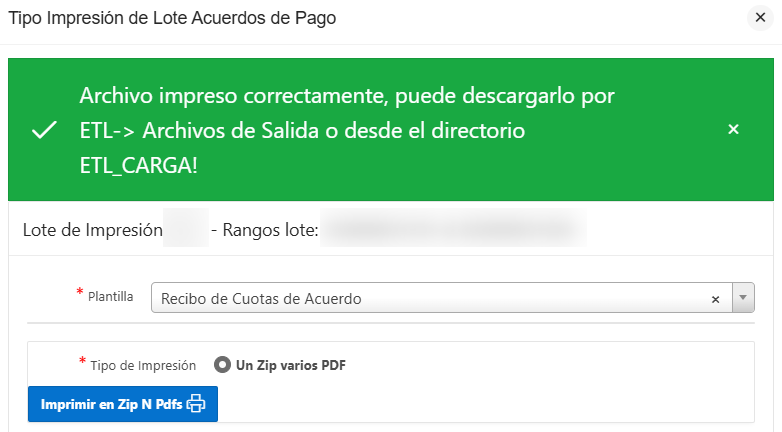 Tipo Impresión de Lote Acuerdos de Pago
Archivo impreso correctamente, puede descargarlo por
ETL-> Archivos de Salida o desde el directorio
ETL_CARGA!
Lote de Impresión - Rangos lote:
* Plantilla Recibo de Cuotas de Acuerdo
* Tipo de Impresión Un Zip varios PDF
Imprimir en Zip N Pdfs